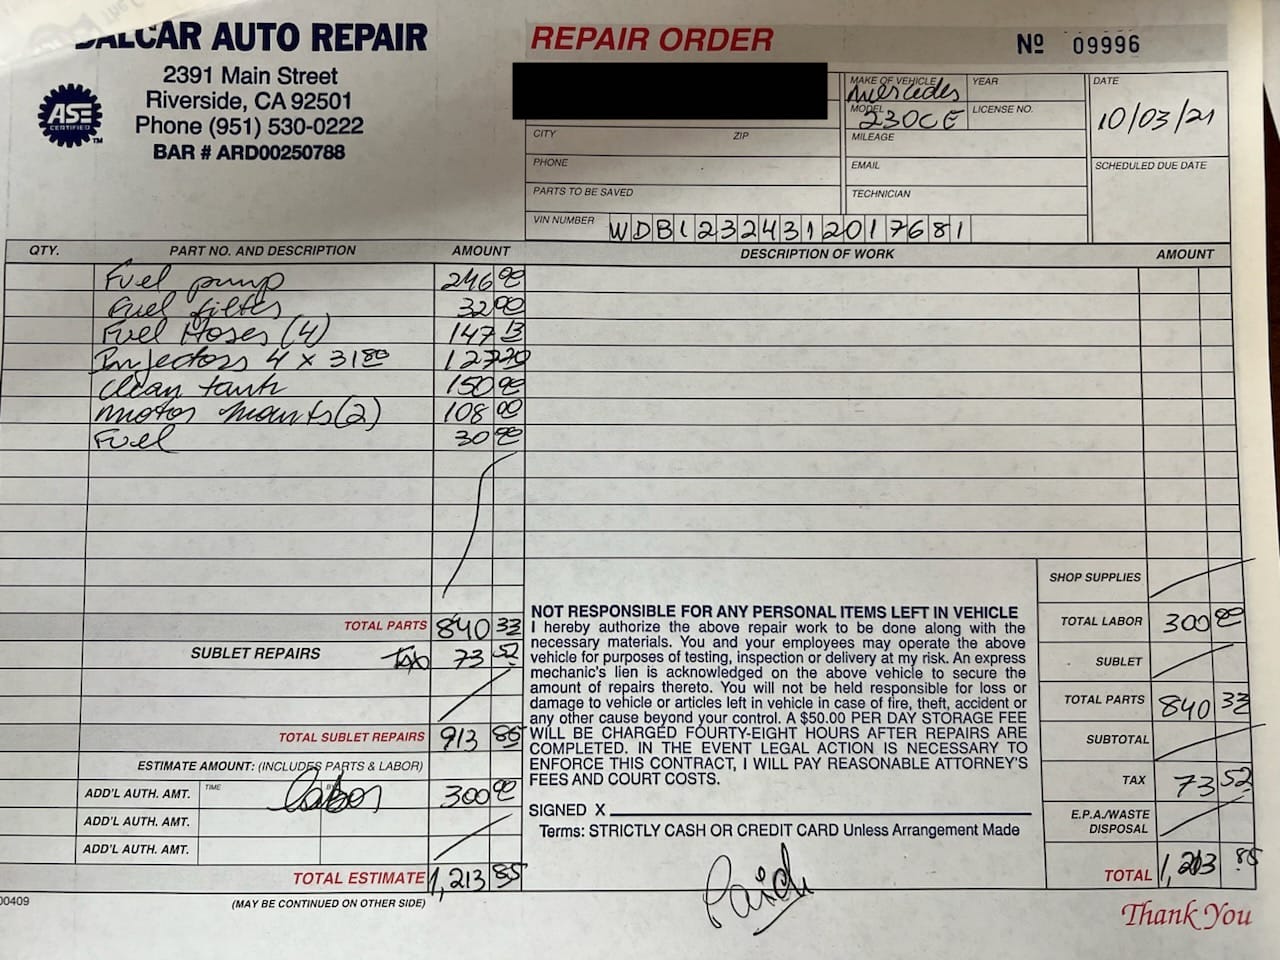 DALCAR AUTO REPAIR
2391 Main Street
Riverside, CA 92501
Phone (951) 530-0222
BAR # ARD00250788
ASE
CERTIFIED
TM
REPAIR ORDER
Nº 09996
MAKE OF VEHICLE Mercedes
YEAR
DATE
10/03/21
MODEL 230CE
LICENSE NO.
CITY ZIP
MILEAGE
PHONE
EMAIL
SCHEDULED DUE DATE
PARTS TO BE SAVED
TECHNICIAN
VIN NUMBER WDB12324312017681
QTY. PART NO. AND DESCRIPTION AMOUNT
Fuel pump 246 00
Fuel filter 32 00
Fuel Hoses (4) 147 13
Injectors 4 x 31 80 127 20
Clean tank 150 00
motor mounts (2) 108 00
Fuel 30 00
TOTAL PARTS 840 33
SUBLET REPAIRS Tax 73 52
TOTAL SUBLET REPAIRS 913 85
ESTIMATE AMOUNT: (INCLUDES PARTS & LABOR)
ADD'L AUTH. AMT. TIME BY Labor 300 00
ADD'L AUTH. AMT.
ADD'L AUTH. AMT.
TOTAL ESTIMATE 1,213 85
00409
(MAY BE CONTINUED ON OTHER SIDE)
DESCRIPTION OF WORK AMOUNT
NOT RESPONSIBLE FOR ANY PERSONAL ITEMS LEFT IN VEHICLE
I hereby authorize the above repair work to be done along with the
necessary materials. You and your employees may operate the above
vehicle for purposes of testing, inspection or delivery at my risk. An express
mechanic's lien is acknowledged on the above vehicle to secure the
amount of repairs thereto. You will not be held responsible for loss or
damage to vehicle or articles left in vehicle in case of fire, theft, accident or
any other cause beyond your control. A $50.00 PER DAY STORAGE FEE
WILL BE CHARGED FOURTY-EIGHT HOURS AFTER REPAIRS ARE
COMPLETED. IN THE EVENT LEGAL ACTION IS NECESSARY TO
ENFORCE THIS CONTRACT, I WILL PAY REASONABLE ATTORNEY'S
FEES AND COURT COSTS.
SIGNED X
Terms: STRICTLY CASH OR CREDIT CARD Unless Arrangement Made
Paid
SHOP SUPPLIES
TOTAL LABOR 300 00
SUBLET
TOTAL PARTS 840 33
SUBTOTAL
TAX 73 52
E.P.A./WASTE
DISPOSAL
TOTAL 1,213 .85
Thank You